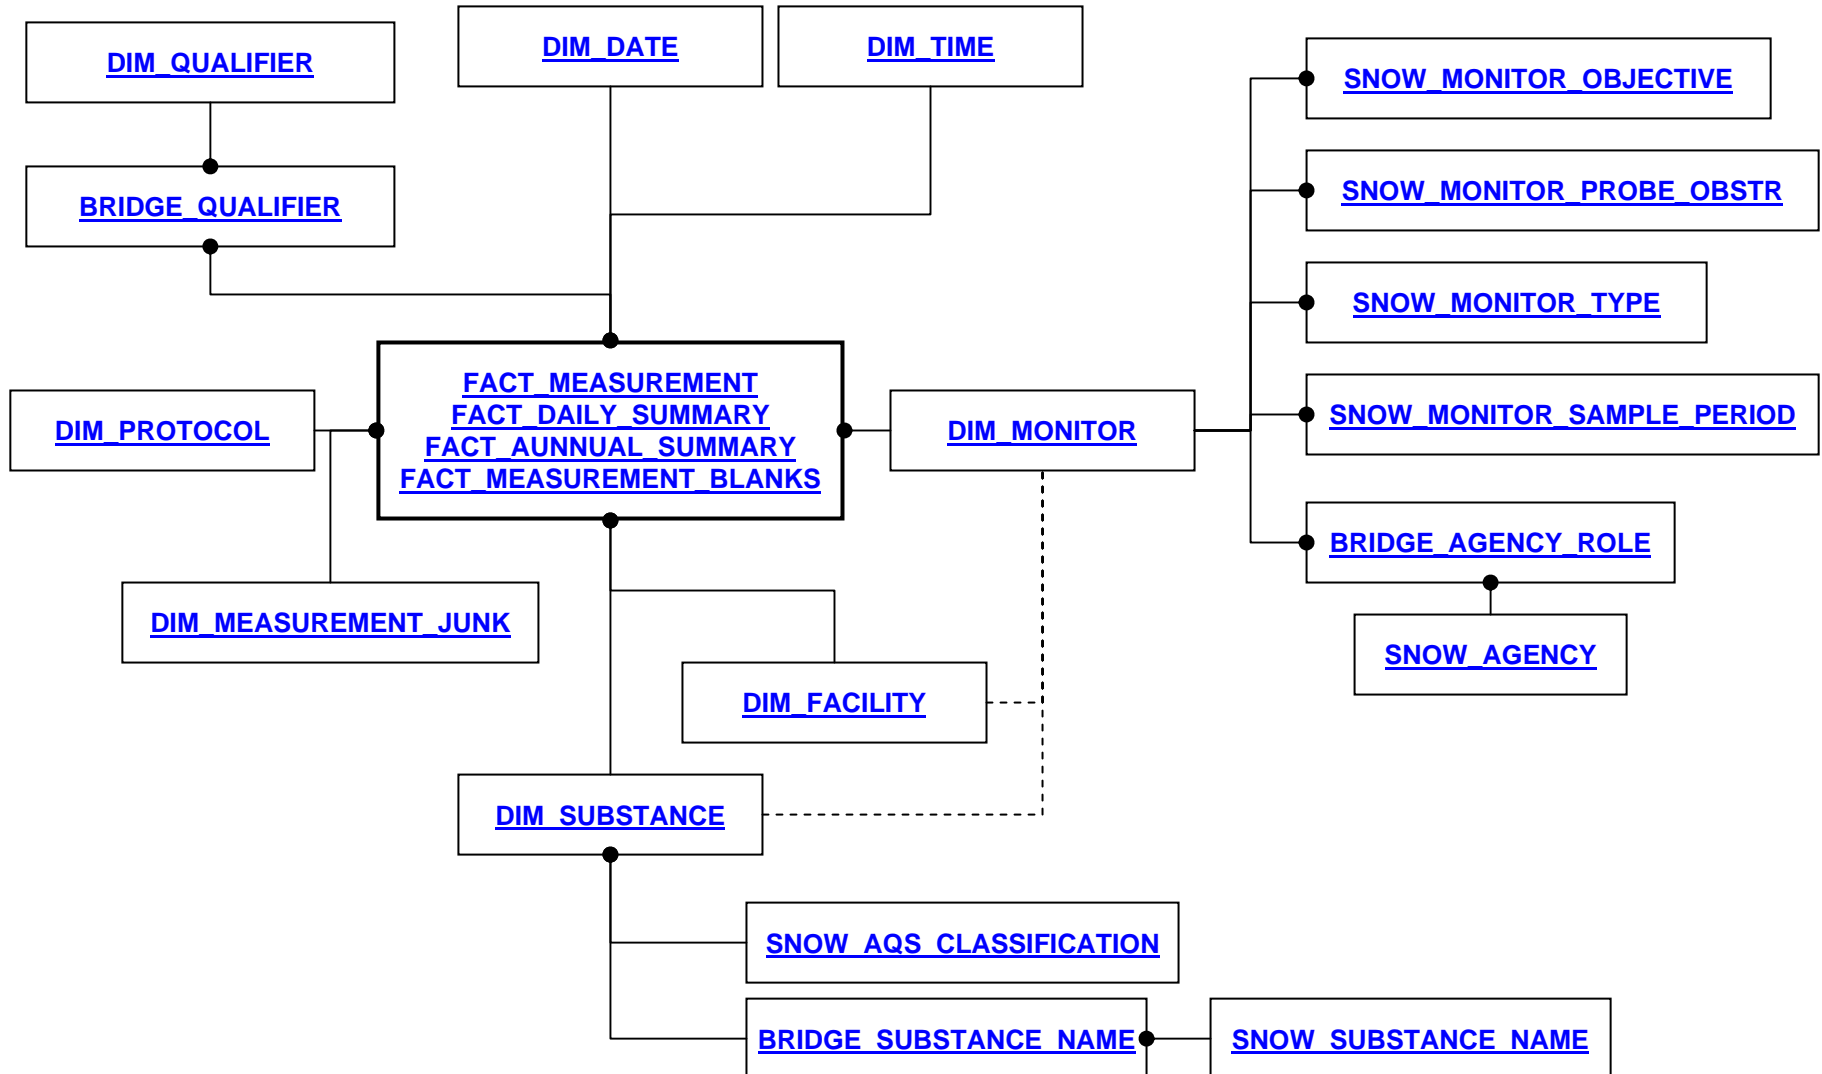 DIM_QUALIFIER
DIM_DATE
DIM_TIME
SNOW_MONITOR_OBJECTIVE
BRIDGE_QUALIFIER
SNOW_MONITOR_PROBE_OBSTR
SNOW_MONITOR_TYPE
DIM_PROTOCOL
FACT_MEASUREMENT
FACT_DAILY_SUMMARY
FACT_AUNNUAL_SUMMARY
FACT_MEASUREMENT_BLANKS
DIM_MONITOR
SNOW_MONITOR_SAMPLE_PERIOD
BRIDGE_AGENCY_ROLE
DIM_MEASUREMENT_JUNK
SNOW_AGENCY
DIM_FACILITY
DIM_SUBSTANCE
SNOW_AQS_CLASSIFICATION
BRIDGE_SUBSTANCE_NAME
SNOW_SUBSTANCE_NAME